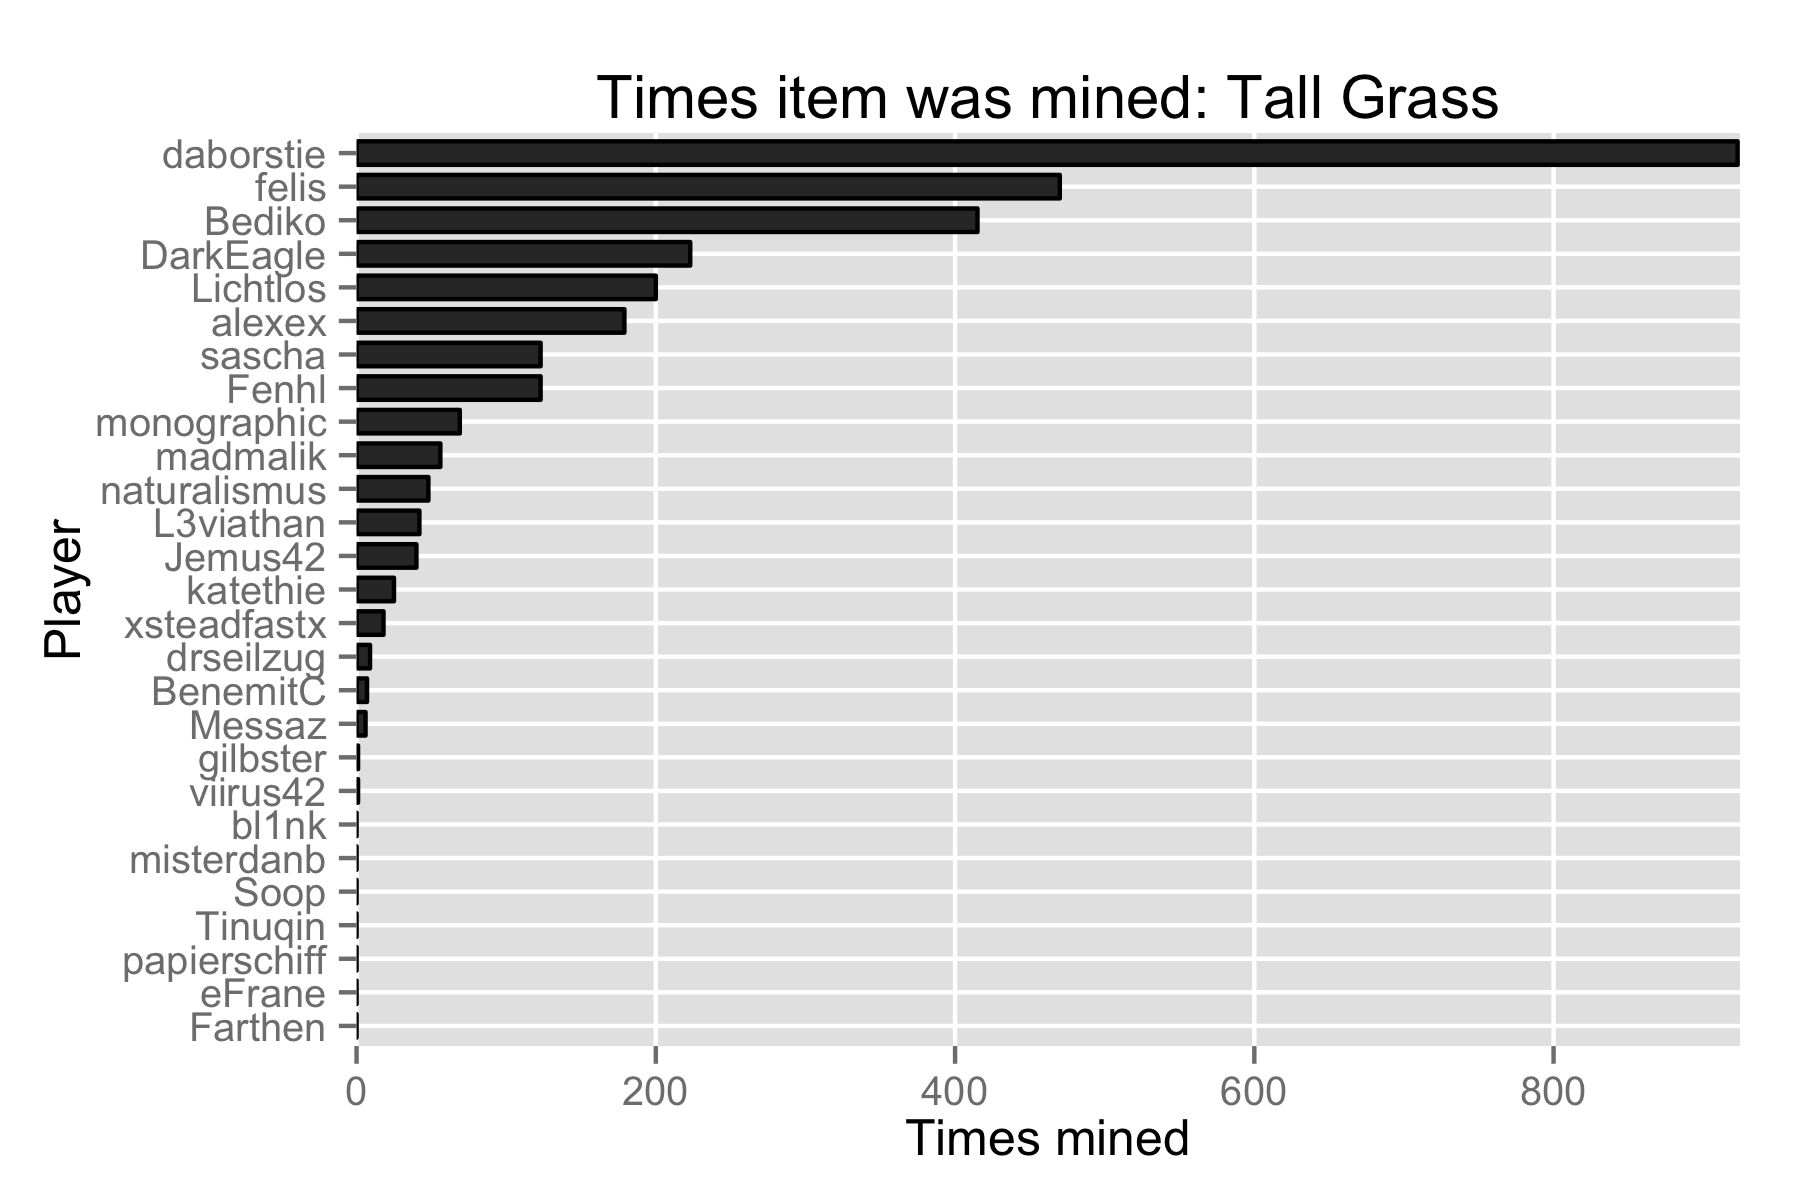 Times item was mined: Tall Grass
daborstie
felis
Bediko
DarkEagle
Lichtlos
alexex
sascha
Fenhl
monographic
madmalik
naturalismus
L3viathan
Jemus42
katethie
xsteadfastx
drseilzug
BenemitC
Messaz
gilbster
viirus42
bl1nk
misterdanb
Soop
Tinuqin
papierschiff
eFrane
Farthen
Player
0 200 400 600 800
Times mined